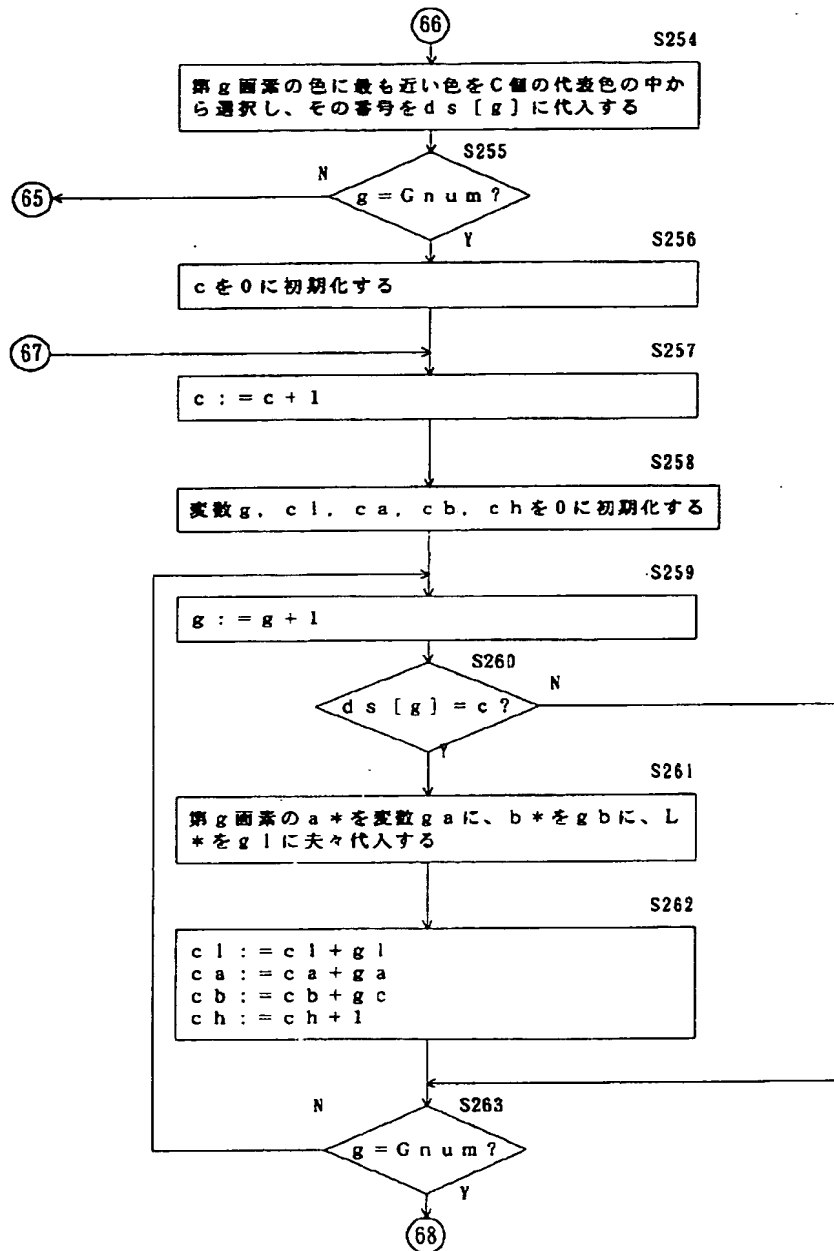 66
S254
第g画素の色に最も近い色をC個の代表色の中か
ら選択し、その番号をds[g]に代入する
S255
N
g=Gnum?
65
Y
S256
cを0に初期化する
67
S257
c:=c+1
S258
変数g, cl, ca, cb, chを0に初期化する
S259
g:=g+1
S260
N
ds[g]=c?
Y
S261
第g画素のa*を変数gaに、b*をgbに、L
*をglに夫々代入する
S262
cl:=cl+gl
ca:=ca+ga
cb:=cb+gc
ch:=ch+1
N
S263
g=Gnum?
Y
68